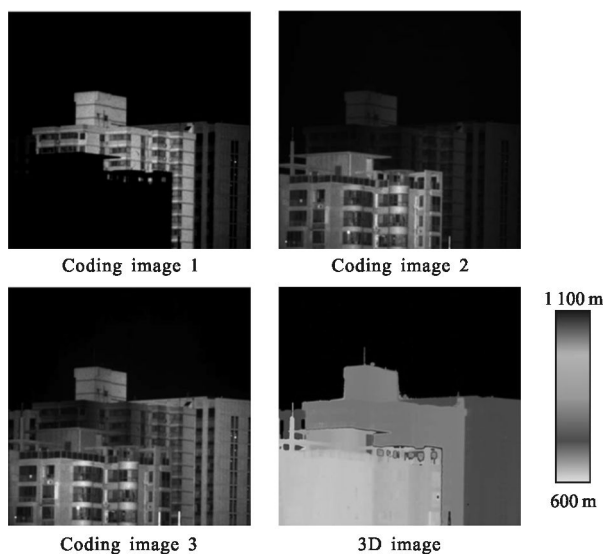 Coding image 1
Coding image 2
1 100 m
600 m
Coding image 3
3D image